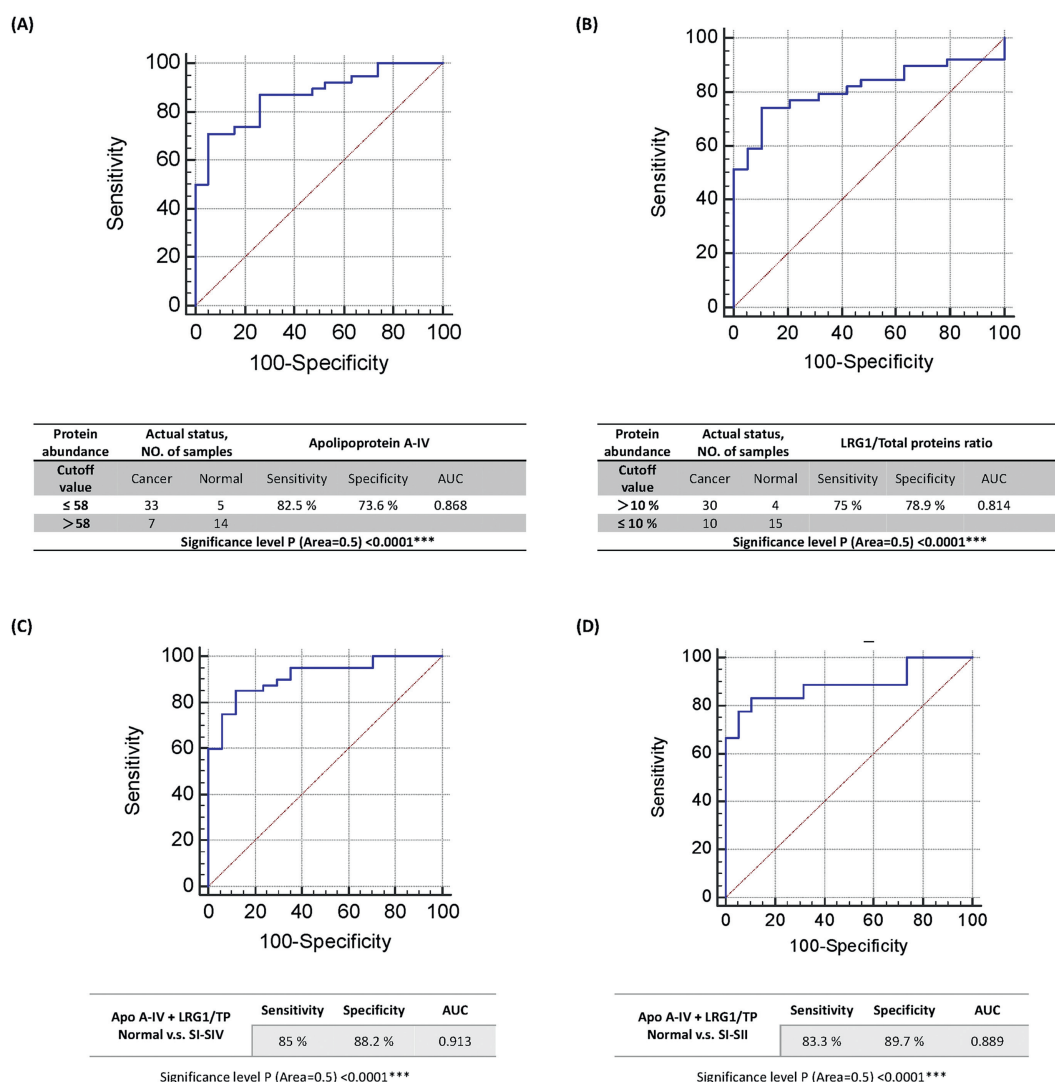 (A)
(B)
100
80
60
40
20
0
Sensitivity
0 20 40 60 80 100
100-Specificity
100
80
60
40
20
0
Sensitivity
0 20 40 60 80 100
100-Specificity
Protein abundance Actual status, NO. of samples Apolipoprotein A-IV
Cutoff value Cancer Normal Sensitivity Specificity AUC
≤ 58 33 5 82.5 % 73.6 % 0.868
>58 7 14
Significance level P (Area=0.5) <0.0001***
Protein abundance Actual status, NO. of samples LRG1/Total proteins ratio
Cutoff value Cancer Normal Sensitivity Specificity AUC
>10 % 30 4 75 % 78.9 % 0.814
≤ 10 % 10 15
Significance level P (Area=0.5) <0.0001***
(C)
(D)
100
80
60
40
20
0
Sensitivity
0 20 40 60 80 100
100-Specificity
100
80
60
40
20
0
Sensitivity
0 20 40 60 80 100
100-Specificity
Apo A-IV + LRG1/TP
Normal v.s. SI-SIV
Sensitivity Specificity AUC
85 % 88.2 % 0.913
Significance level P (Area=0.5) <0.0001***
Apo A-IV + LRG1/TP
Normal v.s. SI-SII
Sensitivity Specificity AUC
83.3 % 89.7 % 0.889
Significance level P (Area=0.5) <0.0001***